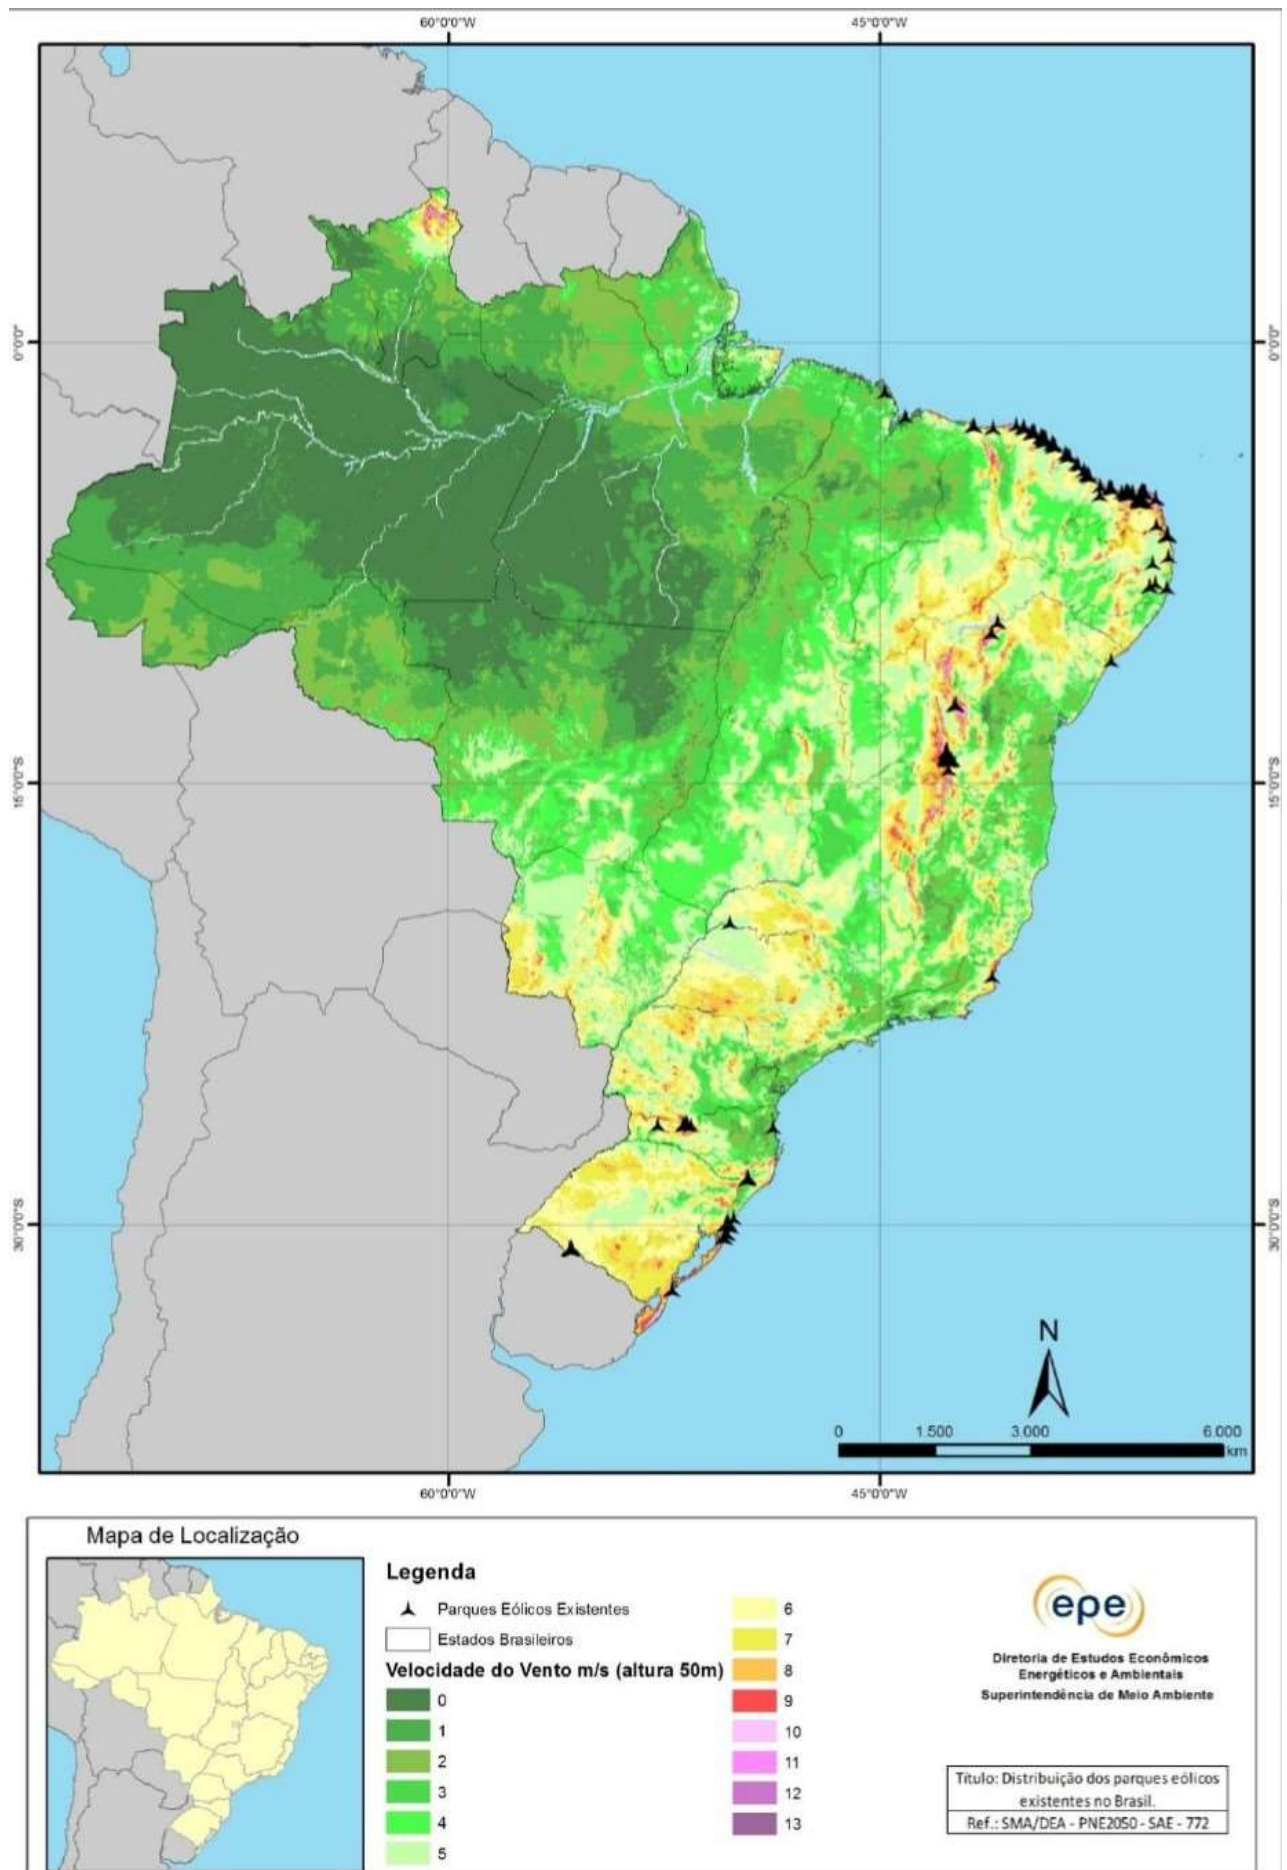 60°0'0"W
45°0'0"W
0°0'0"
0°0'0"
15°0'0"S
15°0'0"S
30°0'0"S
30°0'0"S
N
0 1.500 3.000 6.000
km
60°0'0"W
45°0'0"W
Mapa de Localização
Legenda
Parques Eólicos Existentes
Estados Brasileiros
Velocidade do Vento m/s (altura 50m)
0
1
2
3
4
5
6
7
8
9
10
11
12
13
epe
Diretoria de Estudos Econômicos
Energéticos e Ambientais
Superintendência de Meio Ambiente
Título: Distribuição dos parques eólicos
existentes no Brasil.
Ref.: SMA/DEA - PNE2050 - SAE - 772